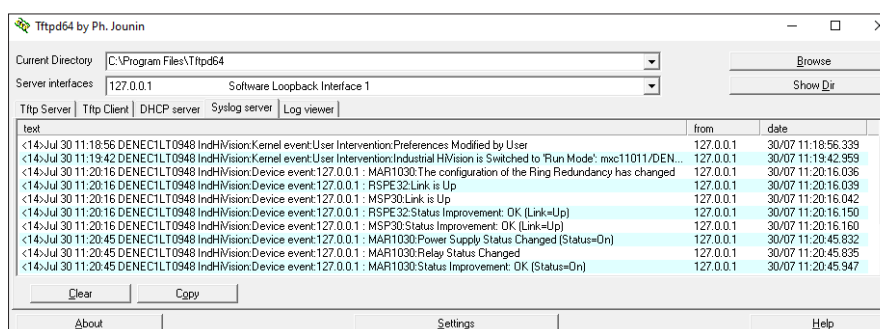 Tftpd64 by Ph. Jounin
Current Directory C:\Program Files\Tftpd64 Browse
Server interfaces 127.0.0.1 Software Loopback Interface 1 Show Dir
Tftp Server Tftp Client DHCP server Syslog server Log viewer
text from date
<14>Jul 30 11:18:56 DENEC1LT0948 IndHiVision:Kernel event:User Intervention:Preferences Modified by User 127.0.0.1 30/07 11:18:56.339
<14>Jul 30 11:19:42 DENEC1LT0948 IndHiVision:Kernel event:User Intervention:Industrial HiVision is Switched to 'Run Mode': mxc11011/DEN... 127.0.0.1 30/07 11:19:42.959
<14>Jul 30 11:20:16 DENEC1LT0948 IndHiVision:Device event:127.0.0.1 : MAR1030:The configuration of the Ring Redundancy has changed 127.0.0.1 30/07 11:20:16.036
<14>Jul 30 11:20:16 DENEC1LT0948 IndHiVision:Device event:127.0.0.1 : RSPE32:Link is Up 127.0.0.1 30/07 11:20:16.039
<14>Jul 30 11:20:16 DENEC1LT0948 IndHiVision:Device event:127.0.0.1 : MSP30:Link is Up 127.0.0.1 30/07 11:20:16.042
<14>Jul 30 11:20:16 DENEC1LT0948 IndHiVision:Device event:127.0.0.1 : RSPE32:Status Improvement: OK (Link=Up) 127.0.0.1 30/07 11:20:16.150
<14>Jul 30 11:20:16 DENEC1LT0948 IndHiVision:Device event:127.0.0.1 : MSP30:Status Improvement: OK (Link=Up) 127.0.0.1 30/07 11:20:16.160
<14>Jul 30 11:20:45 DENEC1LT0948 IndHiVision:Device event:127.0.0.1 : MAR1030:Power Supply Status Changed (Status=On) 127.0.0.1 30/07 11:20:45.832
<14>Jul 30 11:20:45 DENEC1LT0948 IndHiVision:Device event:127.0.0.1 : MAR1030:Relay Status Changed 127.0.0.1 30/07 11:20:45.835
<14>Jul 30 11:20:45 DENEC1LT0948 IndHiVision:Device event:127.0.0.1 : MAR1030:Status Improvement: OK (Status=On) 127.0.0.1 30/07 11:20:45.947
Clear Copy
About Settings Help